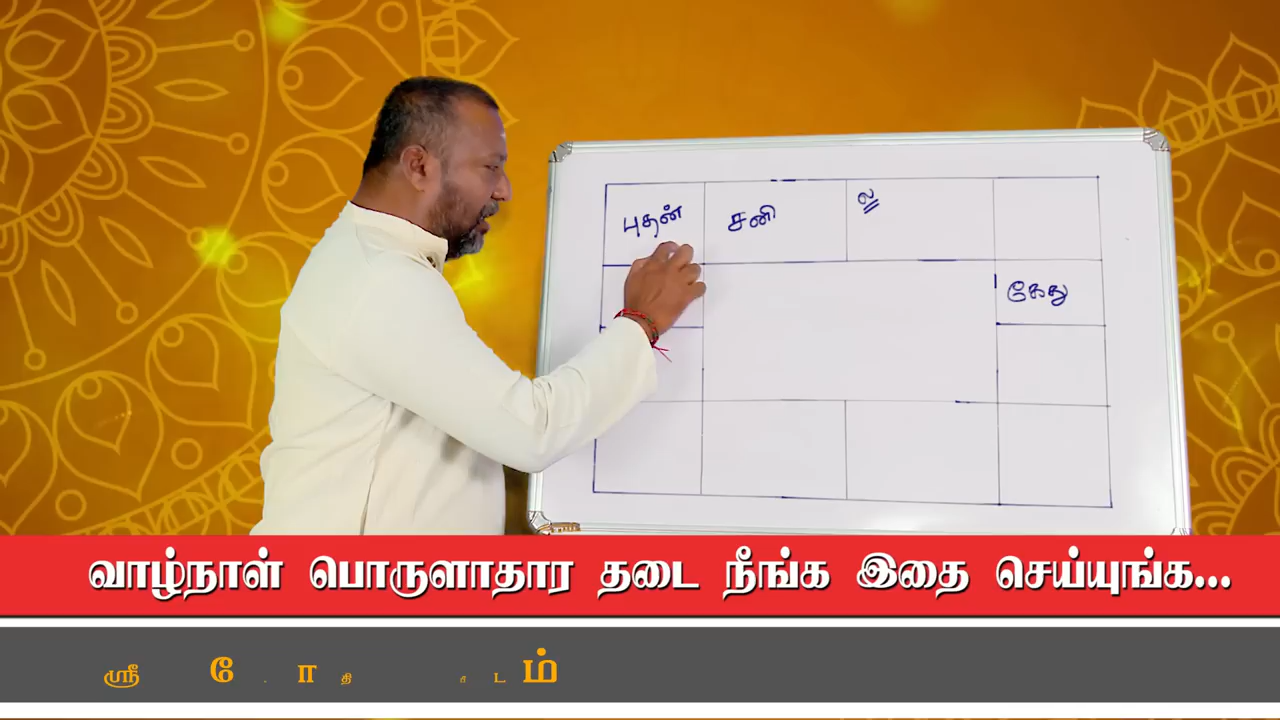 புதன் சனி ல
கேது
வாழ்நாள் பொருளாதார தடை நீங்க இதை செய்யுங்க...
ஸ்ரீ